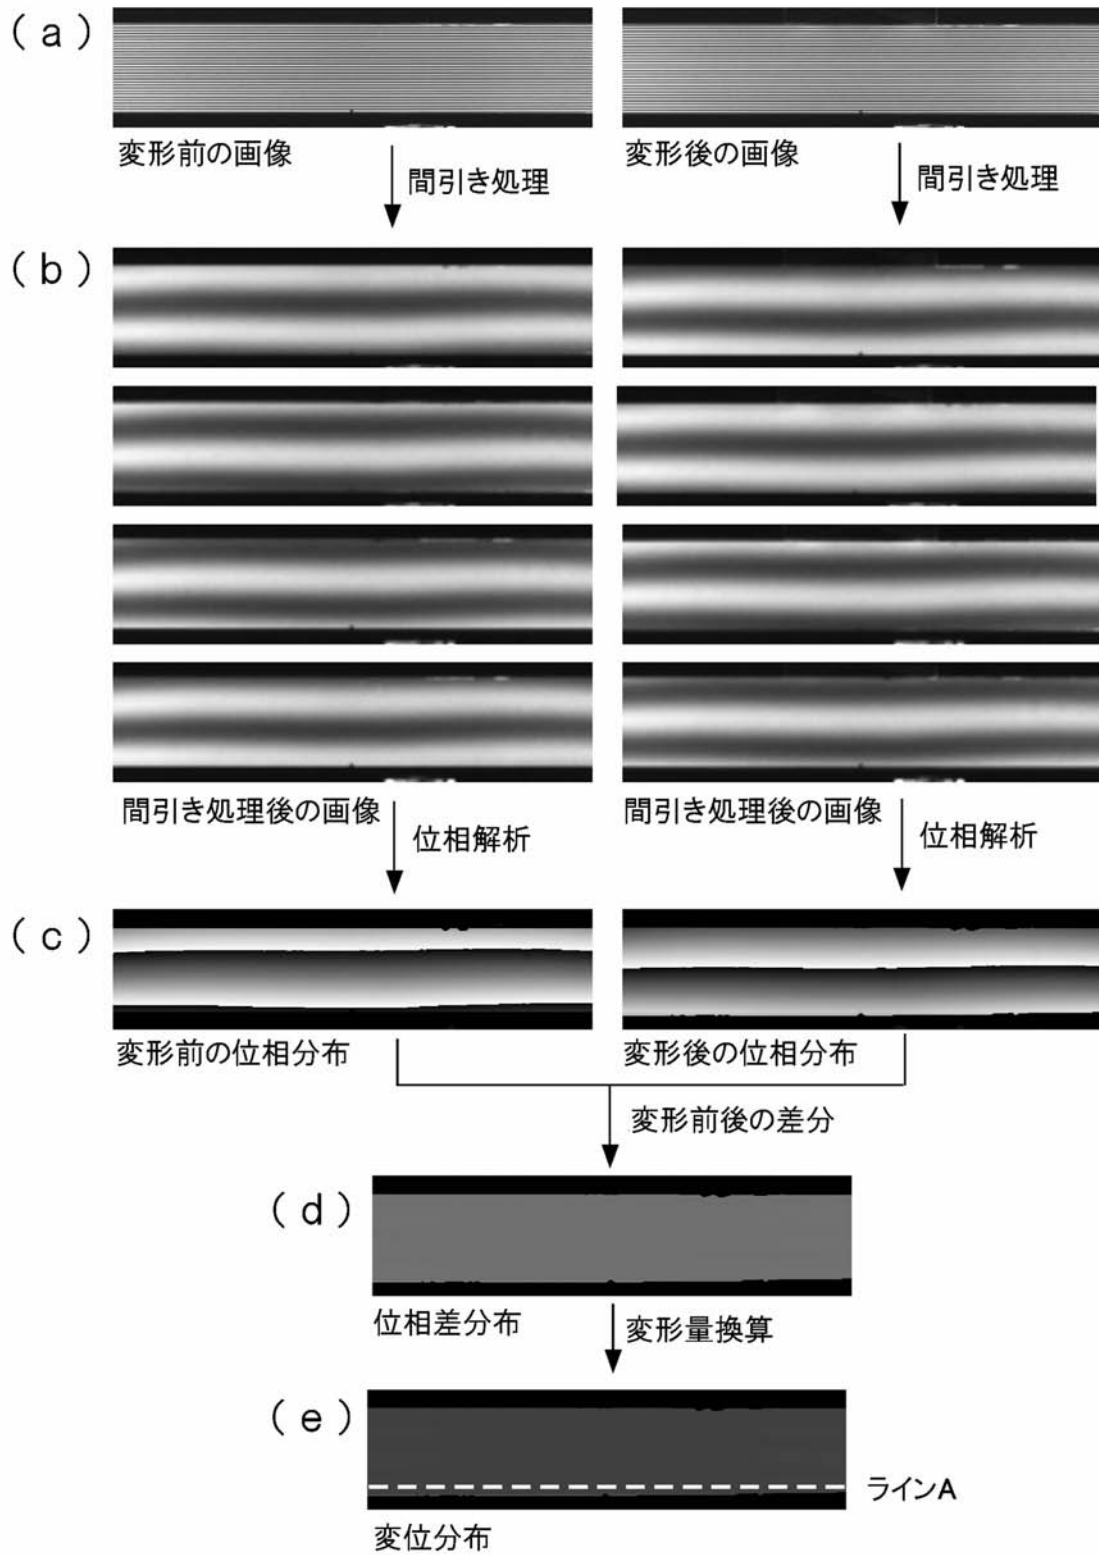 (a)
変形前の画像
変形後の画像
間引き処理
間引き処理
(b)
間引き処理後の画像
間引き処理後の画像
位相解析
位相解析
(c)
変形前の位相分布
変形後の位相分布
変形前後の差分
(d)
位相差分布
変形量換算
(e)
ラインA
変位分布